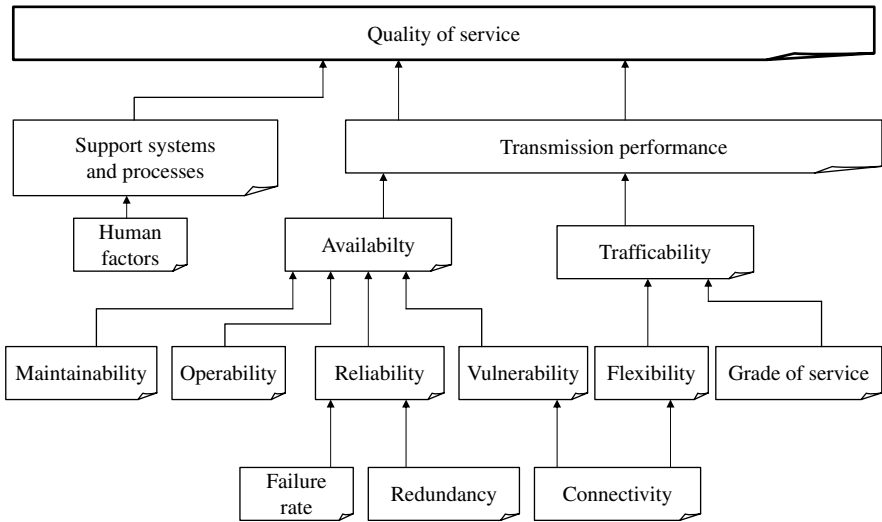 Quality of service
Support systems
and processes
Transmission performance
Human
factors
Availabilty
Trafficability
Maintainability
Operability
Reliability
Vulnerability
Flexibility
Grade of service
Failure
rate
Redundancy
Connectivity